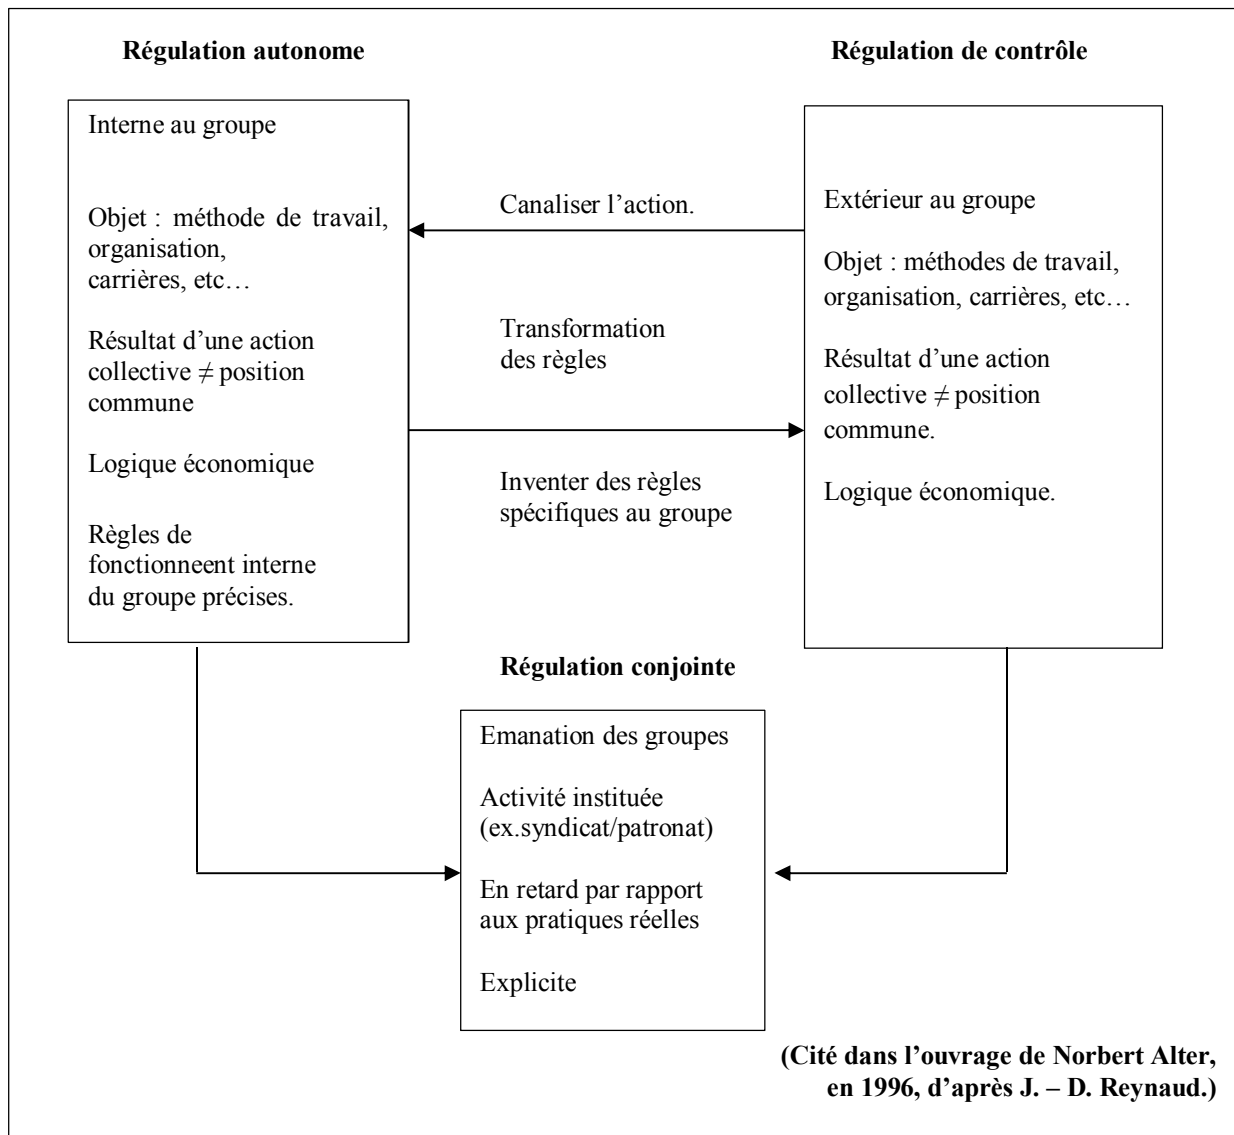 Régulation autonome
Régulation de contrôle
Interne au groupe
Objet : méthode de travail,
organisation,
carrières, etc…
Résultat d’une action
collective ≠ position
commune
Logique économique
Règles de
fonctionneent interne
du groupe précises.
Canaliser l’action.
Transformation
des règles
Inventer des règles
spécifiques au groupe
Extérieur au groupe
Objet : méthodes de travail,
organisation, carrières, etc…
Résultat d’une action
collective ≠ position
commune.
Logique économique.
Régulation conjointe
Emanation des groupes
Activité instituée
(ex.syndicat/patronat)
En retard par rapport
aux pratiques réelles
Explicite
(Cité dans l’ouvrage de Norbert Alter,
en 1996, d’après J. – D. Reynaud.)